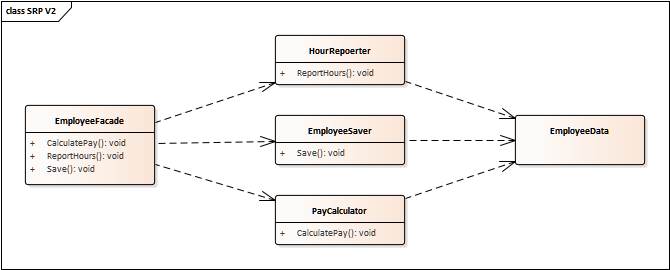 class SRP V2
HourRepoerter
+ ReportHours(): void
EmployeeFacade
+ CalculatePay(): void
+ ReportHours(): void
+ Save(): void
EmployeeSaver
+ Save(): void
EmployeeData
PayCalculator
+ CalculatePay(): void